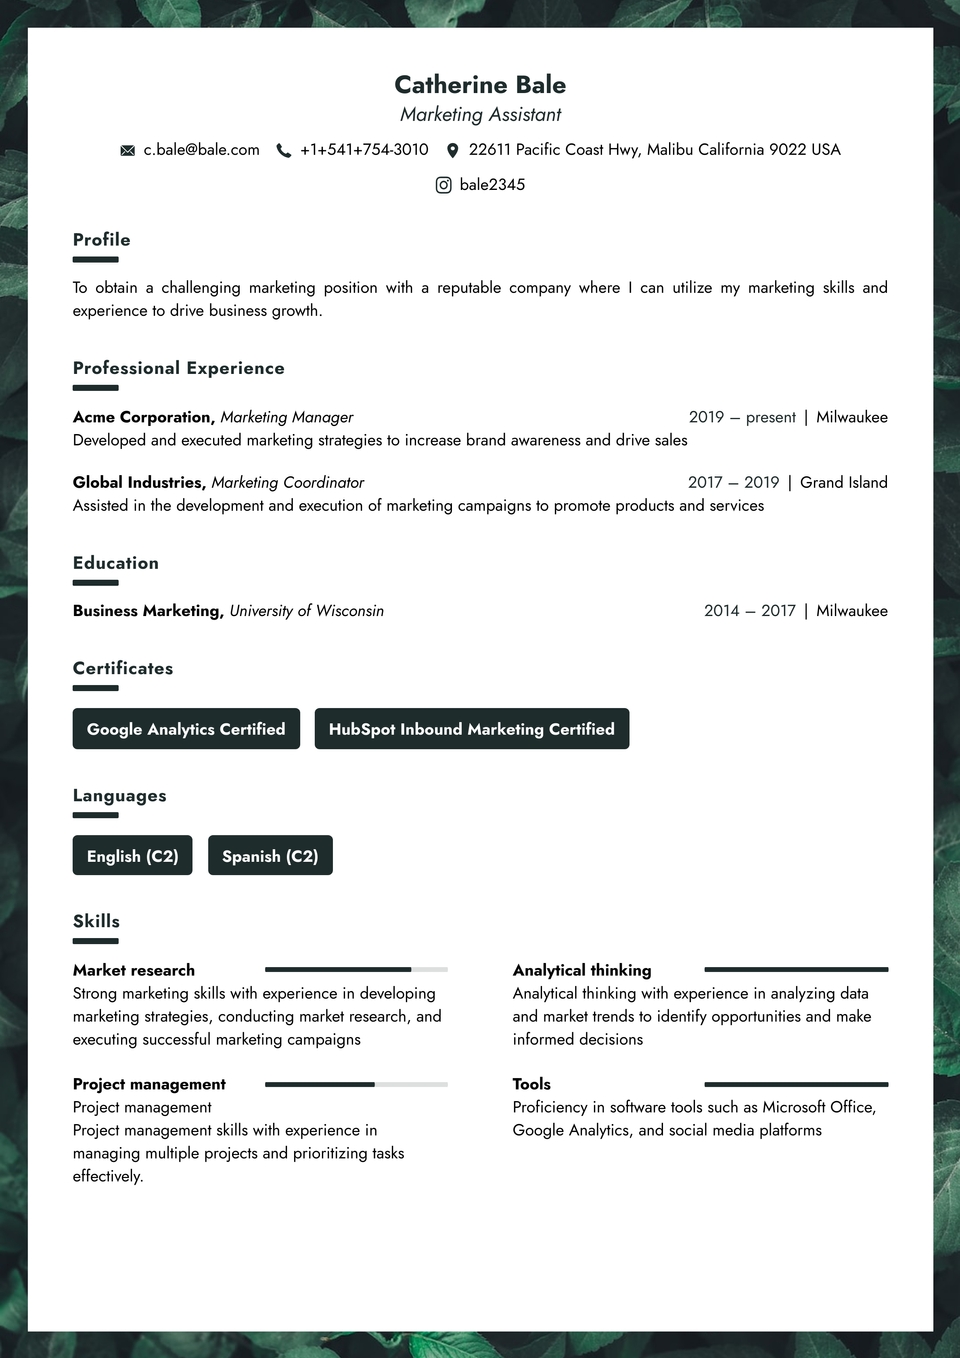 Catherine Bale
Marketing Assistant
c.bale@bale.com +1+541+754-3010 22611 Pacific Coast Hwy, Malibu California 9022 USA
bale2345
Profile
To obtain a challenging marketing position with a reputable company where I can utilize my marketing skills and
experience to drive business growth.
Professional Experience
Acme Corporation, Marketing Manager 2019 – present | Milwaukee
Developed and executed marketing strategies to increase brand awareness and drive sales
Global Industries, Marketing Coordinator 2017 – 2019 | Grand Island
Assisted in the development and execution of marketing campaigns to promote products and services
Education
Business Marketing, University of Wisconsin 2014 – 2017 | Milwaukee
Certificates
Google Analytics Certified HubSpot Inbound Marketing Certified
Languages
English (C2) Spanish (C2)
Skills
Market research
Strong marketing skills with experience in developing
marketing strategies, conducting market research, and
executing successful marketing campaigns
Analytical thinking
Analytical thinking with experience in analyzing data
and market trends to identify opportunities and make
informed decisions
Project management
Project management
Project management skills with experience in
managing multiple projects and prioritizing tasks
effectively.
Tools
Proficiency in software tools such as Microsoft Office,
Google Analytics, and social media platforms